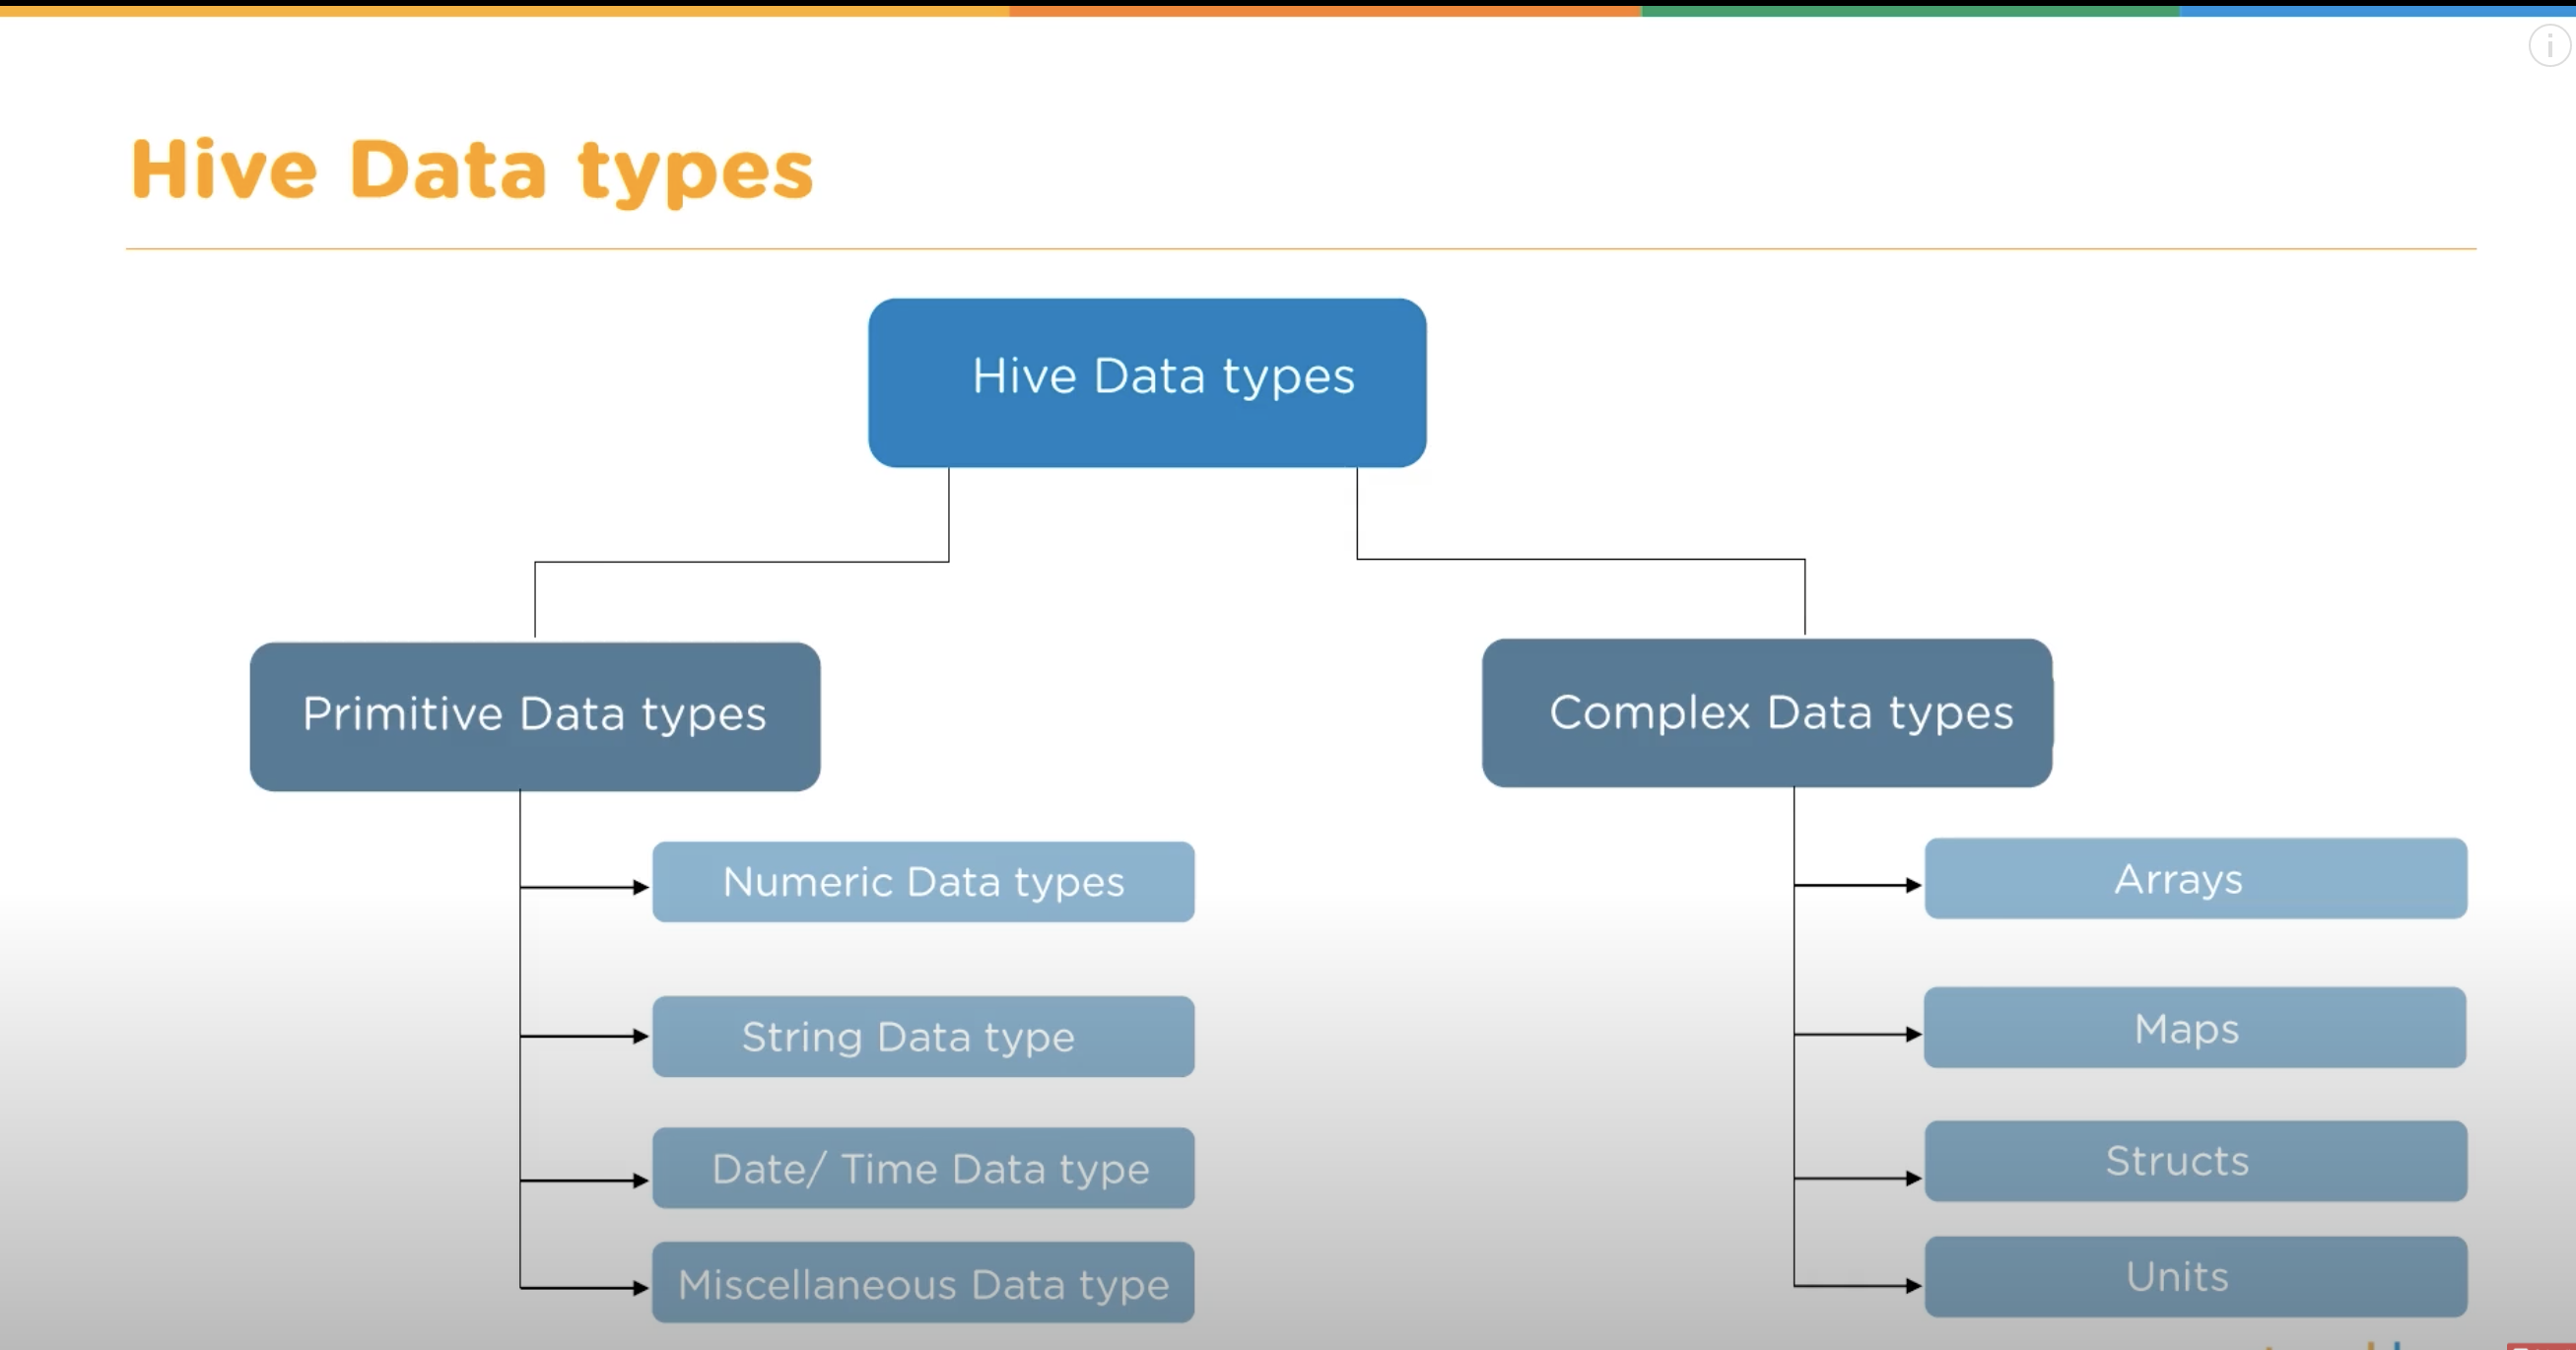 Hive Data types
Hive Data types
Primitive Data types
Complex Data types
Numeric Data types
Arrays
String Data type
Maps
Date/ Time Data type
Structs
Miscellaneous Data type
Units